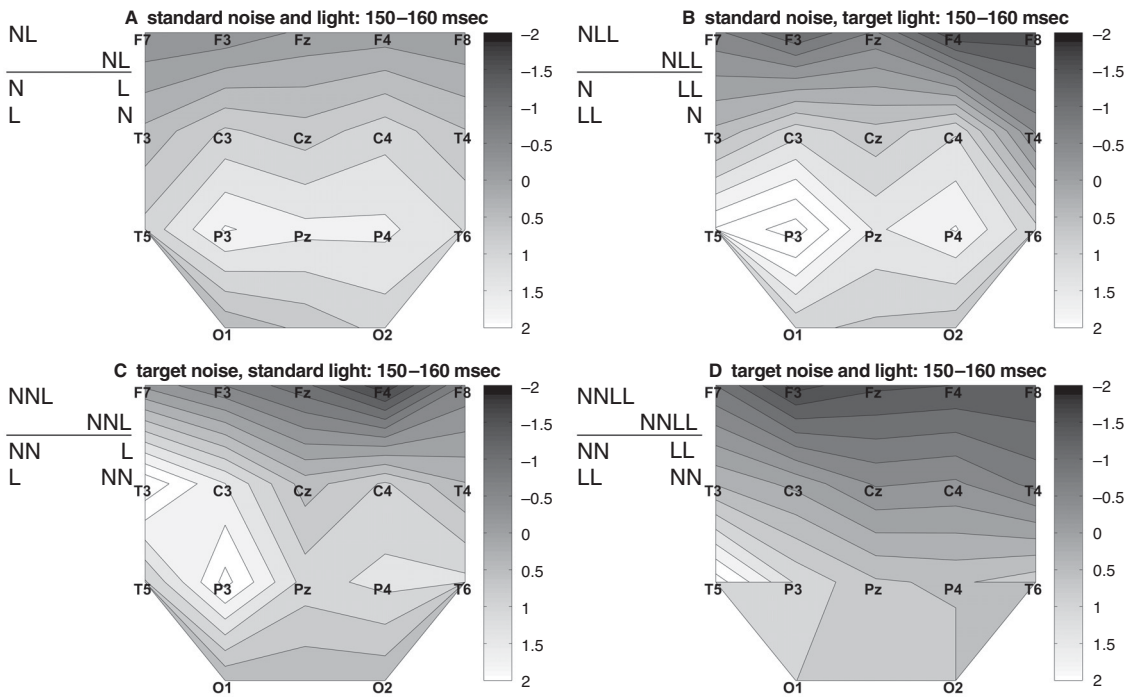 A standard noise and light: 150–160 msec
NL
NL
N L
L N
F7 F3 Fz F4 F8
T3 C3 Cz C4 T4
T5 P3 Pz P4 T6
O1 O2
–2
–1.5
–1
–0.5
0
0.5
1
1.5
2
B standard noise, target light: 150–160 msec
NLL
NLL
N LL
LL N
F7 F3 Fz F4 F8
T3 C3 Cz C4 T4
T5 P3 Pz P4 T6
O1 O2
–2
–1.5
–1
–0.5
0
0.5
1
1.5
2
C target noise, standard light: 150–160 msec
NNL
NNL
NN L
L NN
F7 F3 Fz F4 F8
T3 C3 Cz C4 T4
T5 P3 Pz P4 T6
O1 O2
–2
–1.5
–1
–0.5
0
0.5
1
1.5
2
D target noise and light: 150–160 msec
NNLL
NNLL
NN LL
LL NN
F7 F3 Fz F4 F8
T3 C3 Cz C4 T4
T5 P3 Pz P4 T6
O1 O2
–2
–1.5
–1
–0.5
0
0.5
1
1.5
2